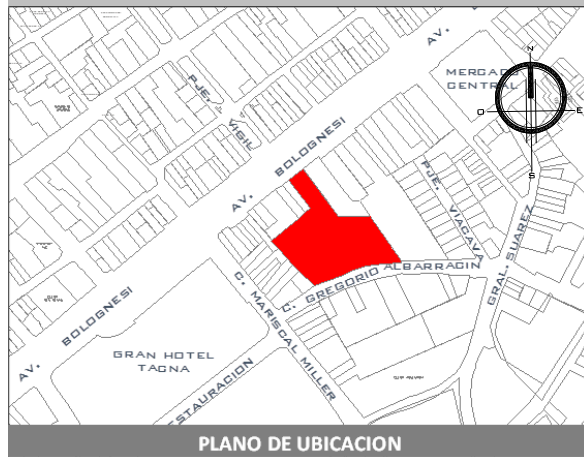 AV.
MERCADO
CENTRAL
N
O
E
S
PJE. VIGIL
AV. BOLOGNESI
PJE. VIACAVA
GRAL. SUAREZ
C. GREGORIO ALBARRACIN
C. MARISCAL MILLER
AV. BOLOGNESI
GRAN HOTEL
TACNA
ESTAURACION
PLANO DE UBICACION